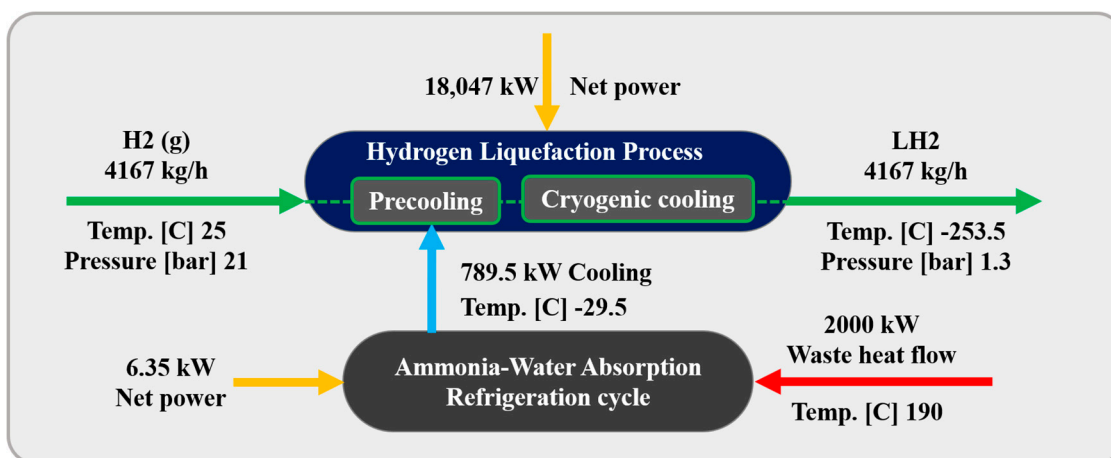 18,047 kW Net power
H2 (g)
4167 kg/h
Hydrogen Liquefaction Process
LH2
4167 kg/h
Precooling
Cryogenic cooling
Temp. [C] 25
Pressure [bar] 21
Temp. [C] -253.5
Pressure [bar] 1.3
789.5 kW Cooling
Temp. [C] -29.5
6.35 kW
Net power
Ammonia-Water Absorption
Refrigeration cycle
2000 kW
Waste heat flow
Temp. [C] 190